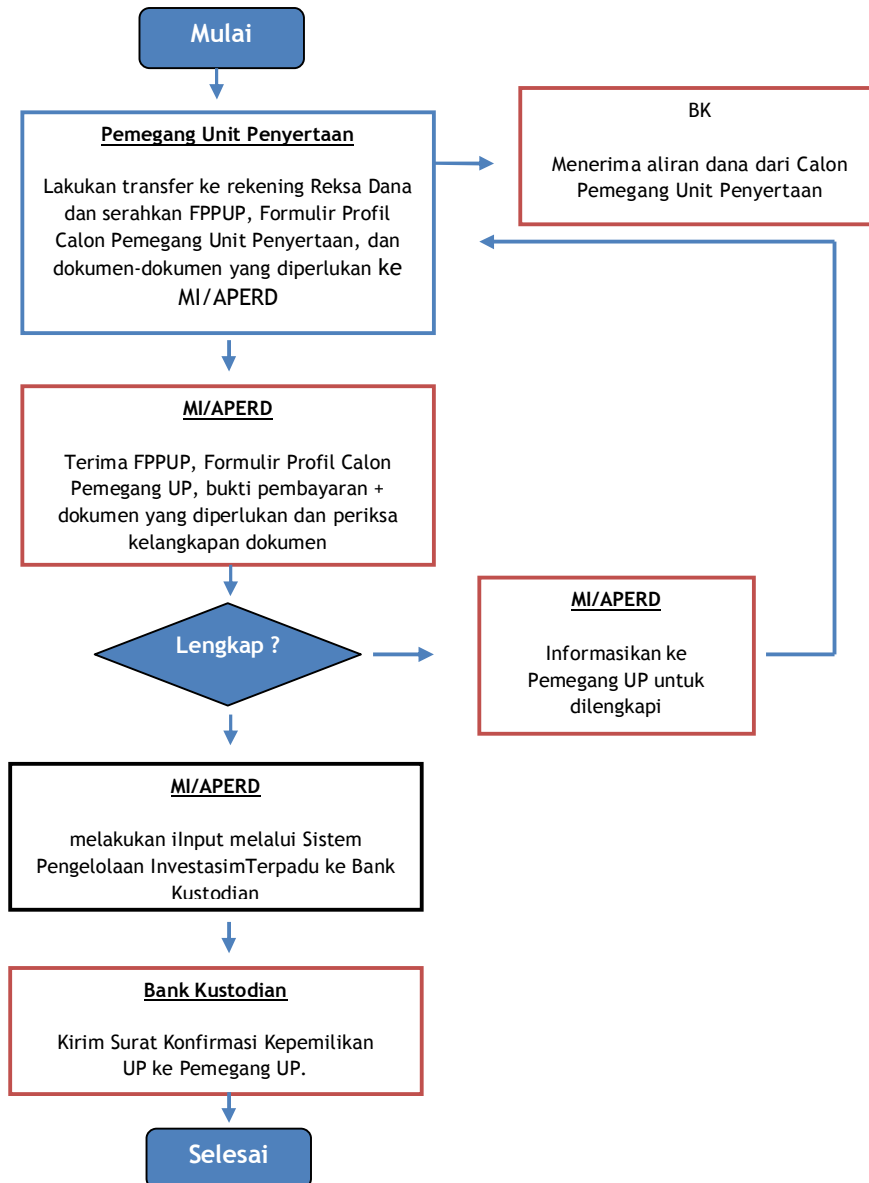 Mulai
Pemegang Unit Penyertaan
Lakukan transfer ke rekening Reksa Dana
dan serahkan FPPUP, Formulir Profil
Calon Pemegang Unit Penyertaan, dan
dokumen-dokumen yang diperlukan ke
MI/APERD
BK
Menerima aliran dana dari Calon
Pemegang Unit Penyertaan
MI/APERD
Terima FPPUP, Formulir Profil Calon
Pemegang UP, bukti pembayaran +
dokumen yang diperlukan dan periksa
kelangkapan dokumen
Lengkap ?
MI/APERD
Informasikan ke
Pemegang UP untuk
dilengkapi
MI/APERD
melakukan iInput melalui Sistem
Pengelolaan InvestasimTerpadu ke Bank
Kustodian
Bank Kustodian
Kirim Surat Konfirmasi Kepemilikan
UP ke Pemegang UP.
Selesai